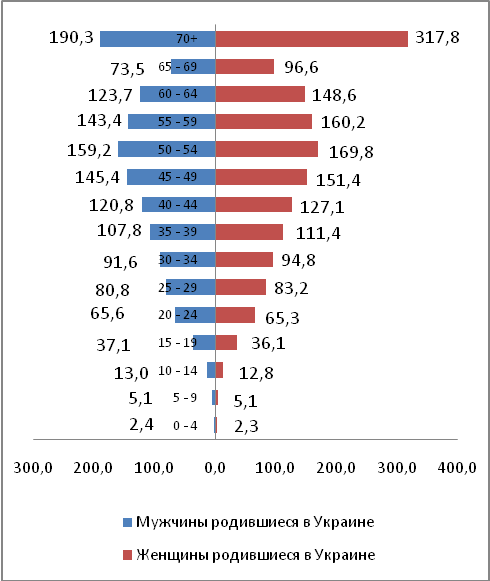 190,3 70+ 317,8
73,5 65 - 69 96,6
123,7 60 - 64 148,6
143,4 55 - 59 160,2
159,2 50 - 54 169,8
145,4 45 - 49 151,4
120,8 40 - 44 127,1
107,8 35 - 39 111,4
91,6 30 - 34 94,8
80,8 25 - 29 83,2
65,6 20 - 24 65,3
37,1 15 - 19 36,1
13,0 10 - 14 12,8
5,1 5 - 9 5,1
2,4 0 - 4 2,3
300,0 200,0 100,0 0,0 100,0 200,0 300,0 400,0
Мужчины родившиеся в Украине
Женщины родившиеся в Украине